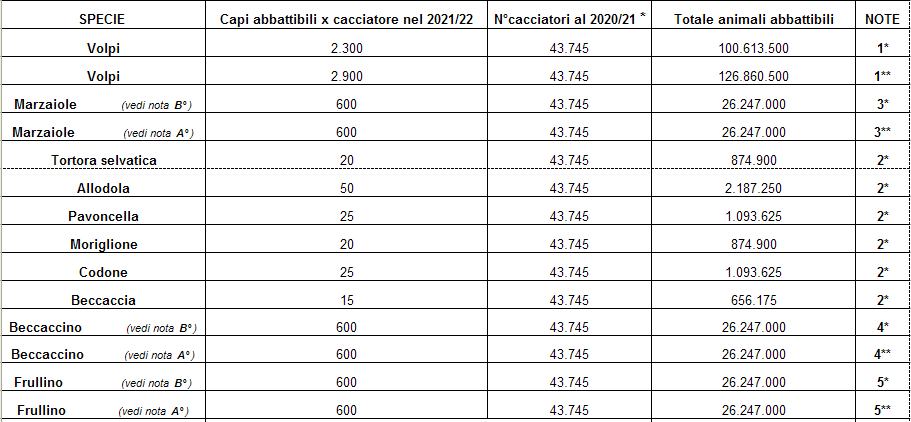 SPECIE Capi abbattibili x cacciatore nel 2021/22 N°cacciatori al 2020/21 * Totale animali abbattibili NOTE
Volpi 2.300 43.745 100.613.500 1*
Volpi 2.900 43.745 126.860.500 1**
Marzaiole (vedi nota B°) 600 43.745 26.247.000 3*
Marzaiole (vedi nota A°) 600 43.745 26.247.000 3**
Tortora selvatica 20 43.745 874.900 2*
Allodola 50 43.745 2.187.250 2*
Pavoncella 25 43.745 1.093.625 2*
Moriglione 20 43.745 874.900 2*
Codone 25 43.745 1.093.625 2*
Beccaccia 15 43.745 656.175 2*
Beccaccino (vedi nota B°) 600 43.745 26.247.000 4*
Beccaccino (vedi nota A°) 600 43.745 26.247.000 4**
Frullino (vedi nota B°) 600 43.745 26.247.000 5*
Frullino (vedi nota A°) 600 43.745 26.247.000 5**